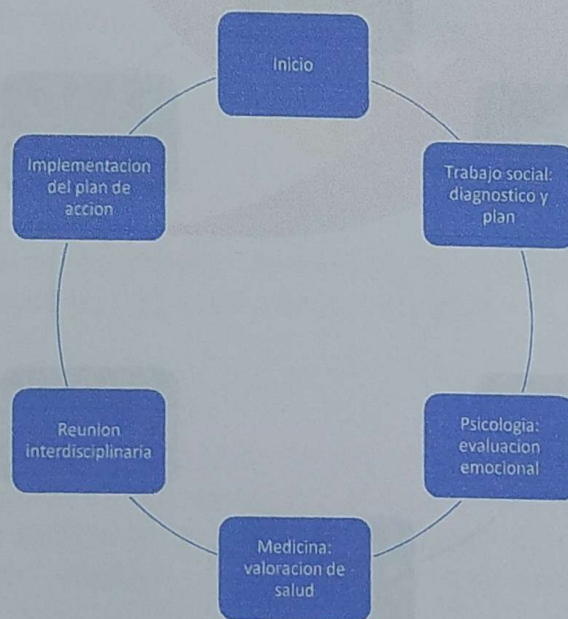 Inicio
Trabajo social:
diagnostico y
plan
Psicologia:
evaluacion
emocional
Medicina:
valoracion de
salud
Reunion
interdisciplinaria
Implementacion
del plan de
accion